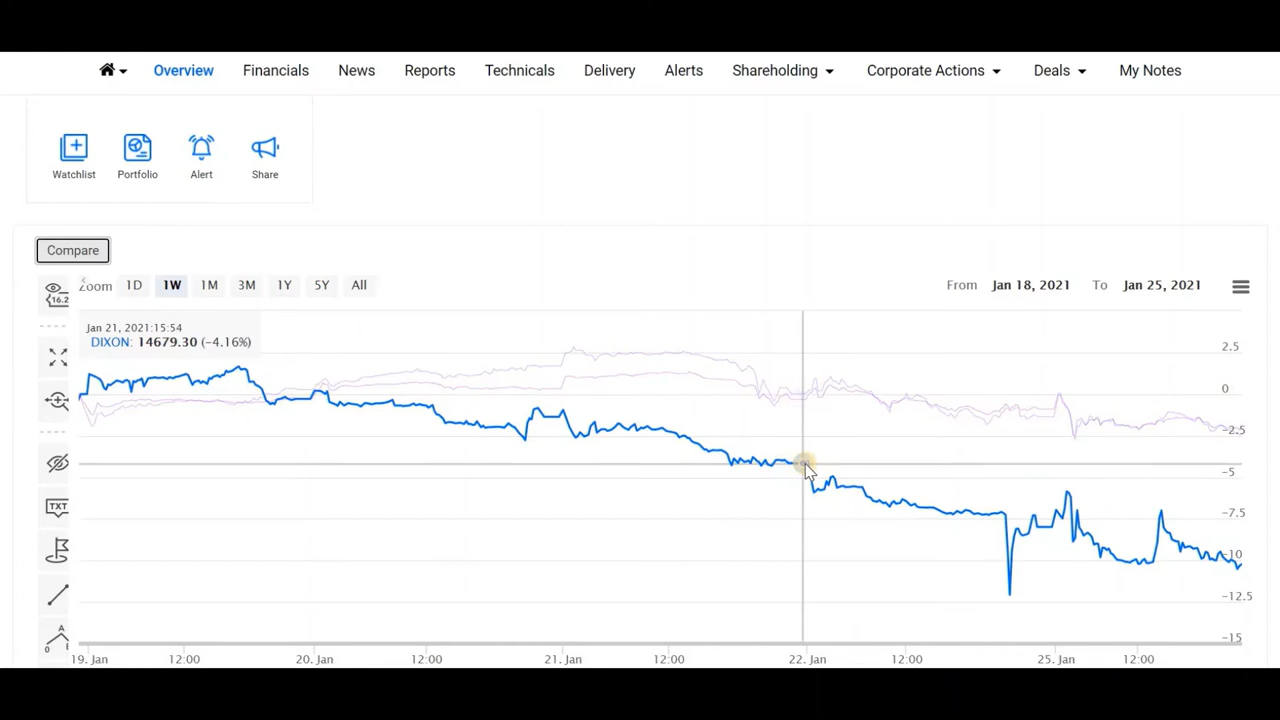 Overview Financials News Reports Technicals Delivery Alerts Shareholding Corporate Actions Deals My Notes
Watchlist Portfolio Alert Share
Compare
Zoom 1D 1W 1M 3M 1Y 5Y All From Jan 18, 2021 To Jan 25, 2021
16.2
Jan 21, 2021:15:54
DIXON: 14679.30 (-4.16%)
2.5
0
-2.5
-5
-7.5
-10
-12.5
-15
TXT
A
0
19. Jan 12:00 20. Jan 12:00 21. Jan 12:00 22. Jan 12:00 25. Jan 12:00